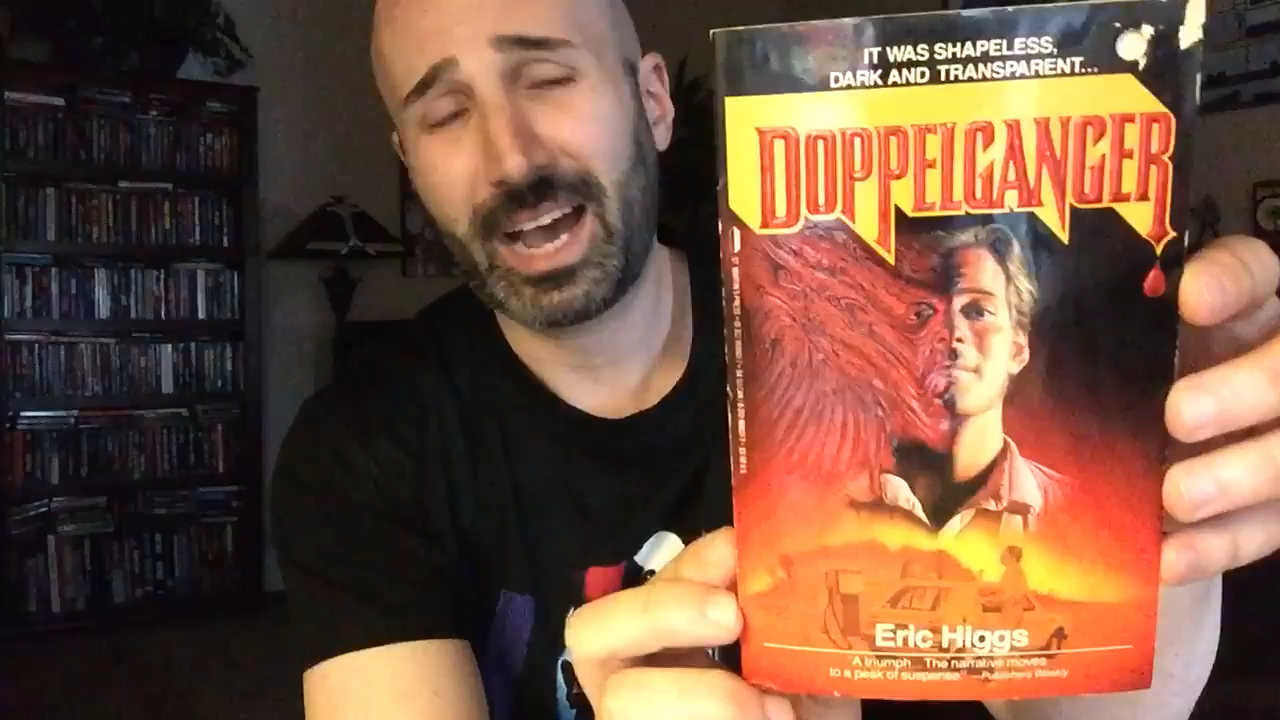 IT WAS SHAPELESS,
DARK AND TRANSPARENT...
DOPPELGANGER
Eric Higgs
"A triumph... The narrative moves
to a peak of suspense" —Publishers Weekly